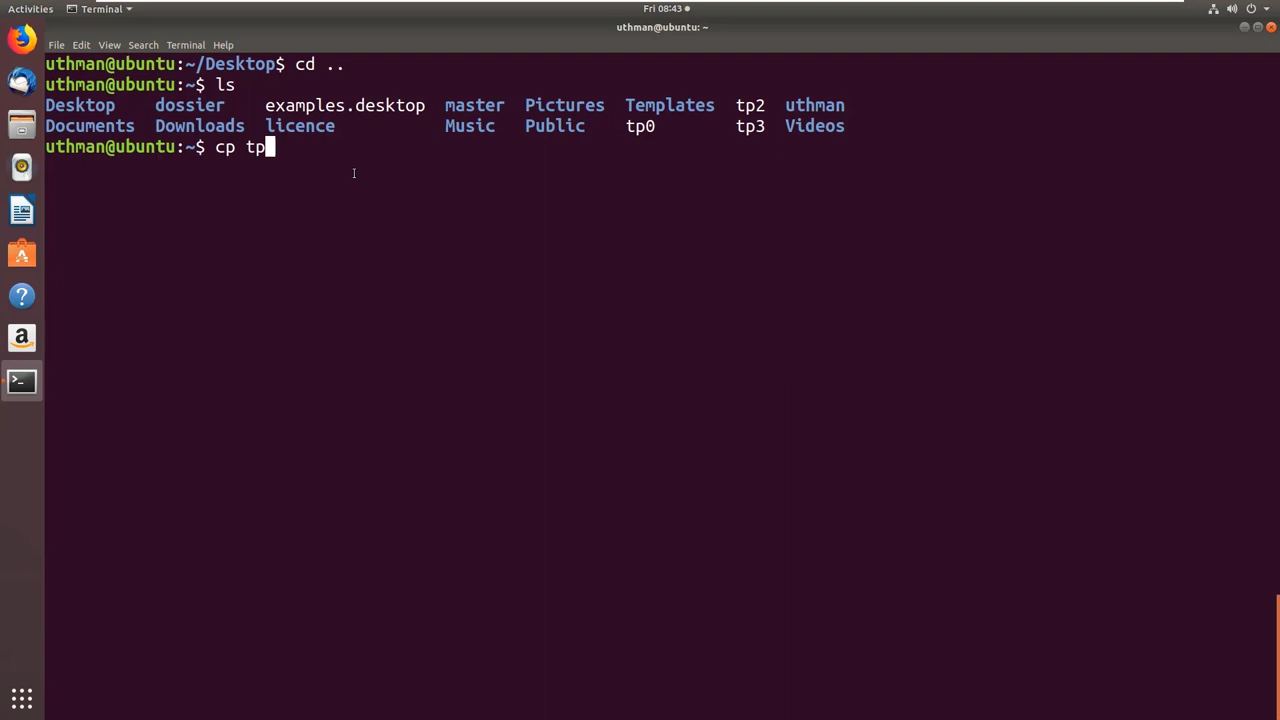 Activities Terminal Fri 08:43
uthman@ubuntu: ~
File Edit View Search Terminal Help
uthman@ubuntu:~/Desktop$ cd ..
uthman@ubuntu:~$ ls
Desktop dossier examples.desktop master Pictures Templates tp2 uthman
Documents Downloads licence Music Public tp0 tp3 Videos
uthman@ubuntu:~$ cp tp